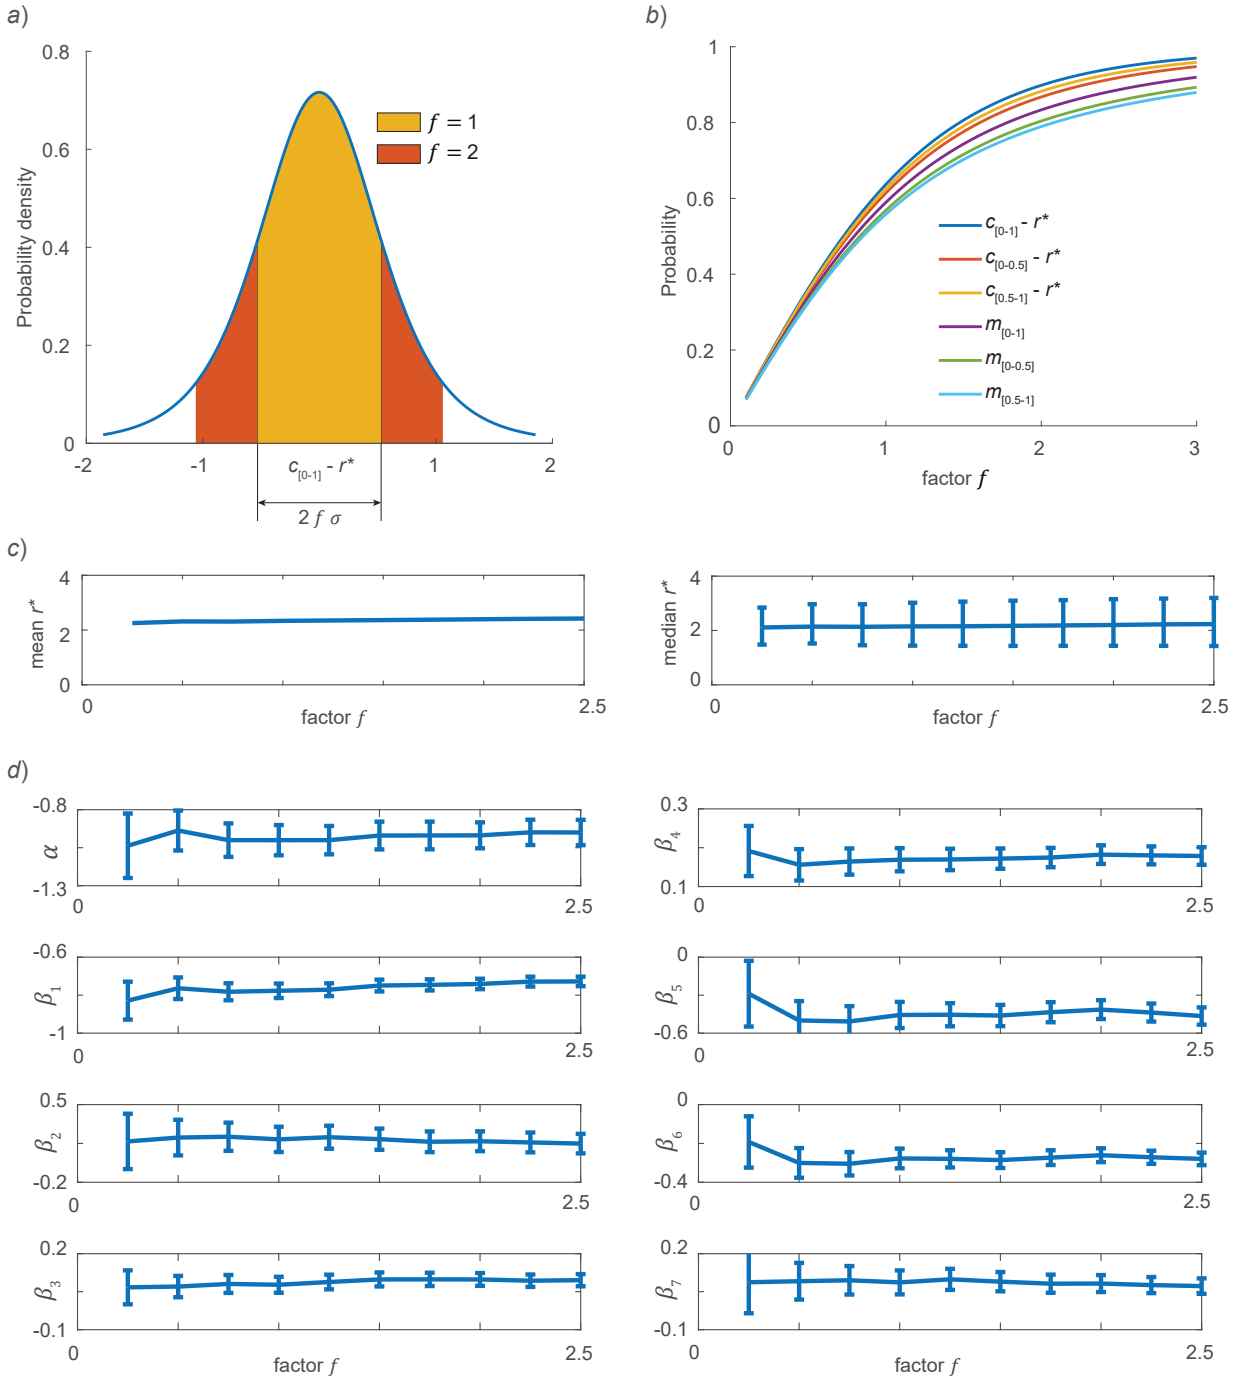 a)
0.8
0.6
0.4
0.2
0
Probability density
f = 1
f = 2
-2
-1
c[0-1] - r*
1
2
2 f σ
b)
1
0.8
0.6
0.4
0.2
0
Probability
c[0-1] - r*
c[0-0.5] - r*
c[0.5-1] - r*
m[0-1]
m[0-0.5]
m[0.5-1]
0
1
2
3
factor f
c)
4
2
0
mean r*
0
2.5
factor f
4
2
0
median r*
0
2.5
factor f
d)
-0.8
α
-1.3
0
2.5
0.3
β4
0.1
0
2.5
-0.6
β1
-1
0
2.5
0
β5
-0.6
0
2.5
0.5
β2
-0.2
0
2.5
0
β6
-0.4
0
2.5
0.2
β3
-0.1
0
2.5
factor f
0.2
β7
-0.1
0
2.5
factor f